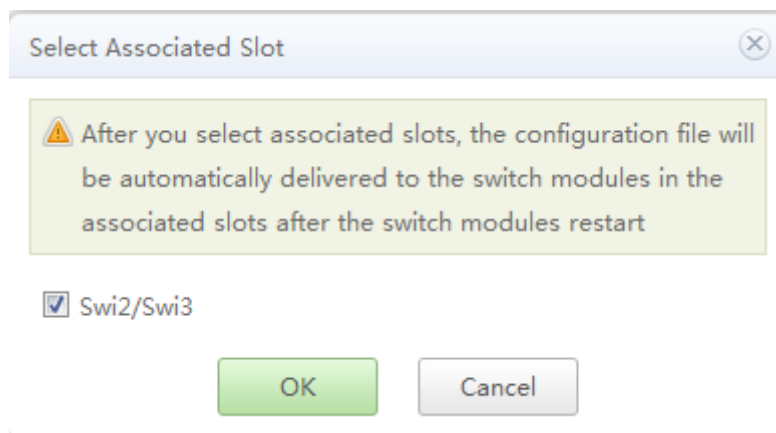 Select Associated Slot
After you select associated slots, the configuration file will
be automatically delivered to the switch modules in the
associated slots after the switch modules restart
Swi2/Swi3
OK
Cancel